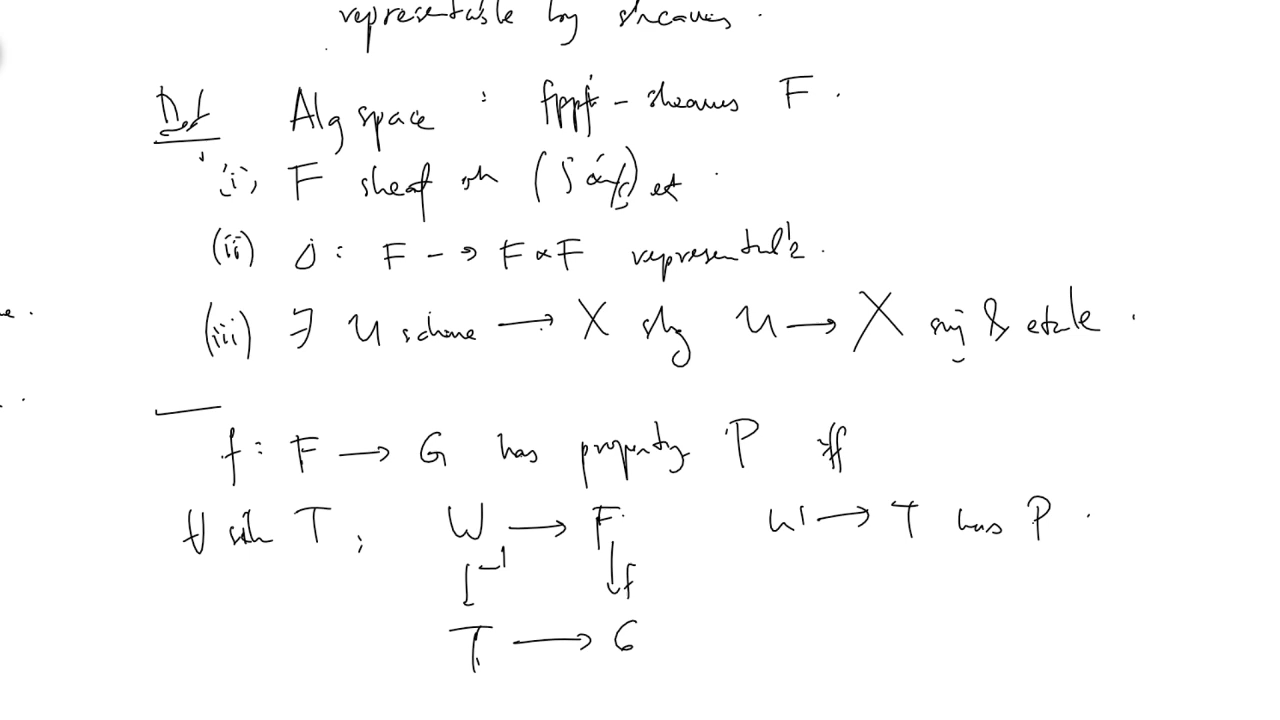 representable by sheaves.
Def Alg space : fppf - sheaves F.
(i) F sheaf on (Sch/S) et.
(ii) Δ : F → F × F representable.
(iii) ∃ U scheme → X U → X surj & etale.
f : F → G has property P iff
∀ sch T, W → F W → T has P.
f
T → G